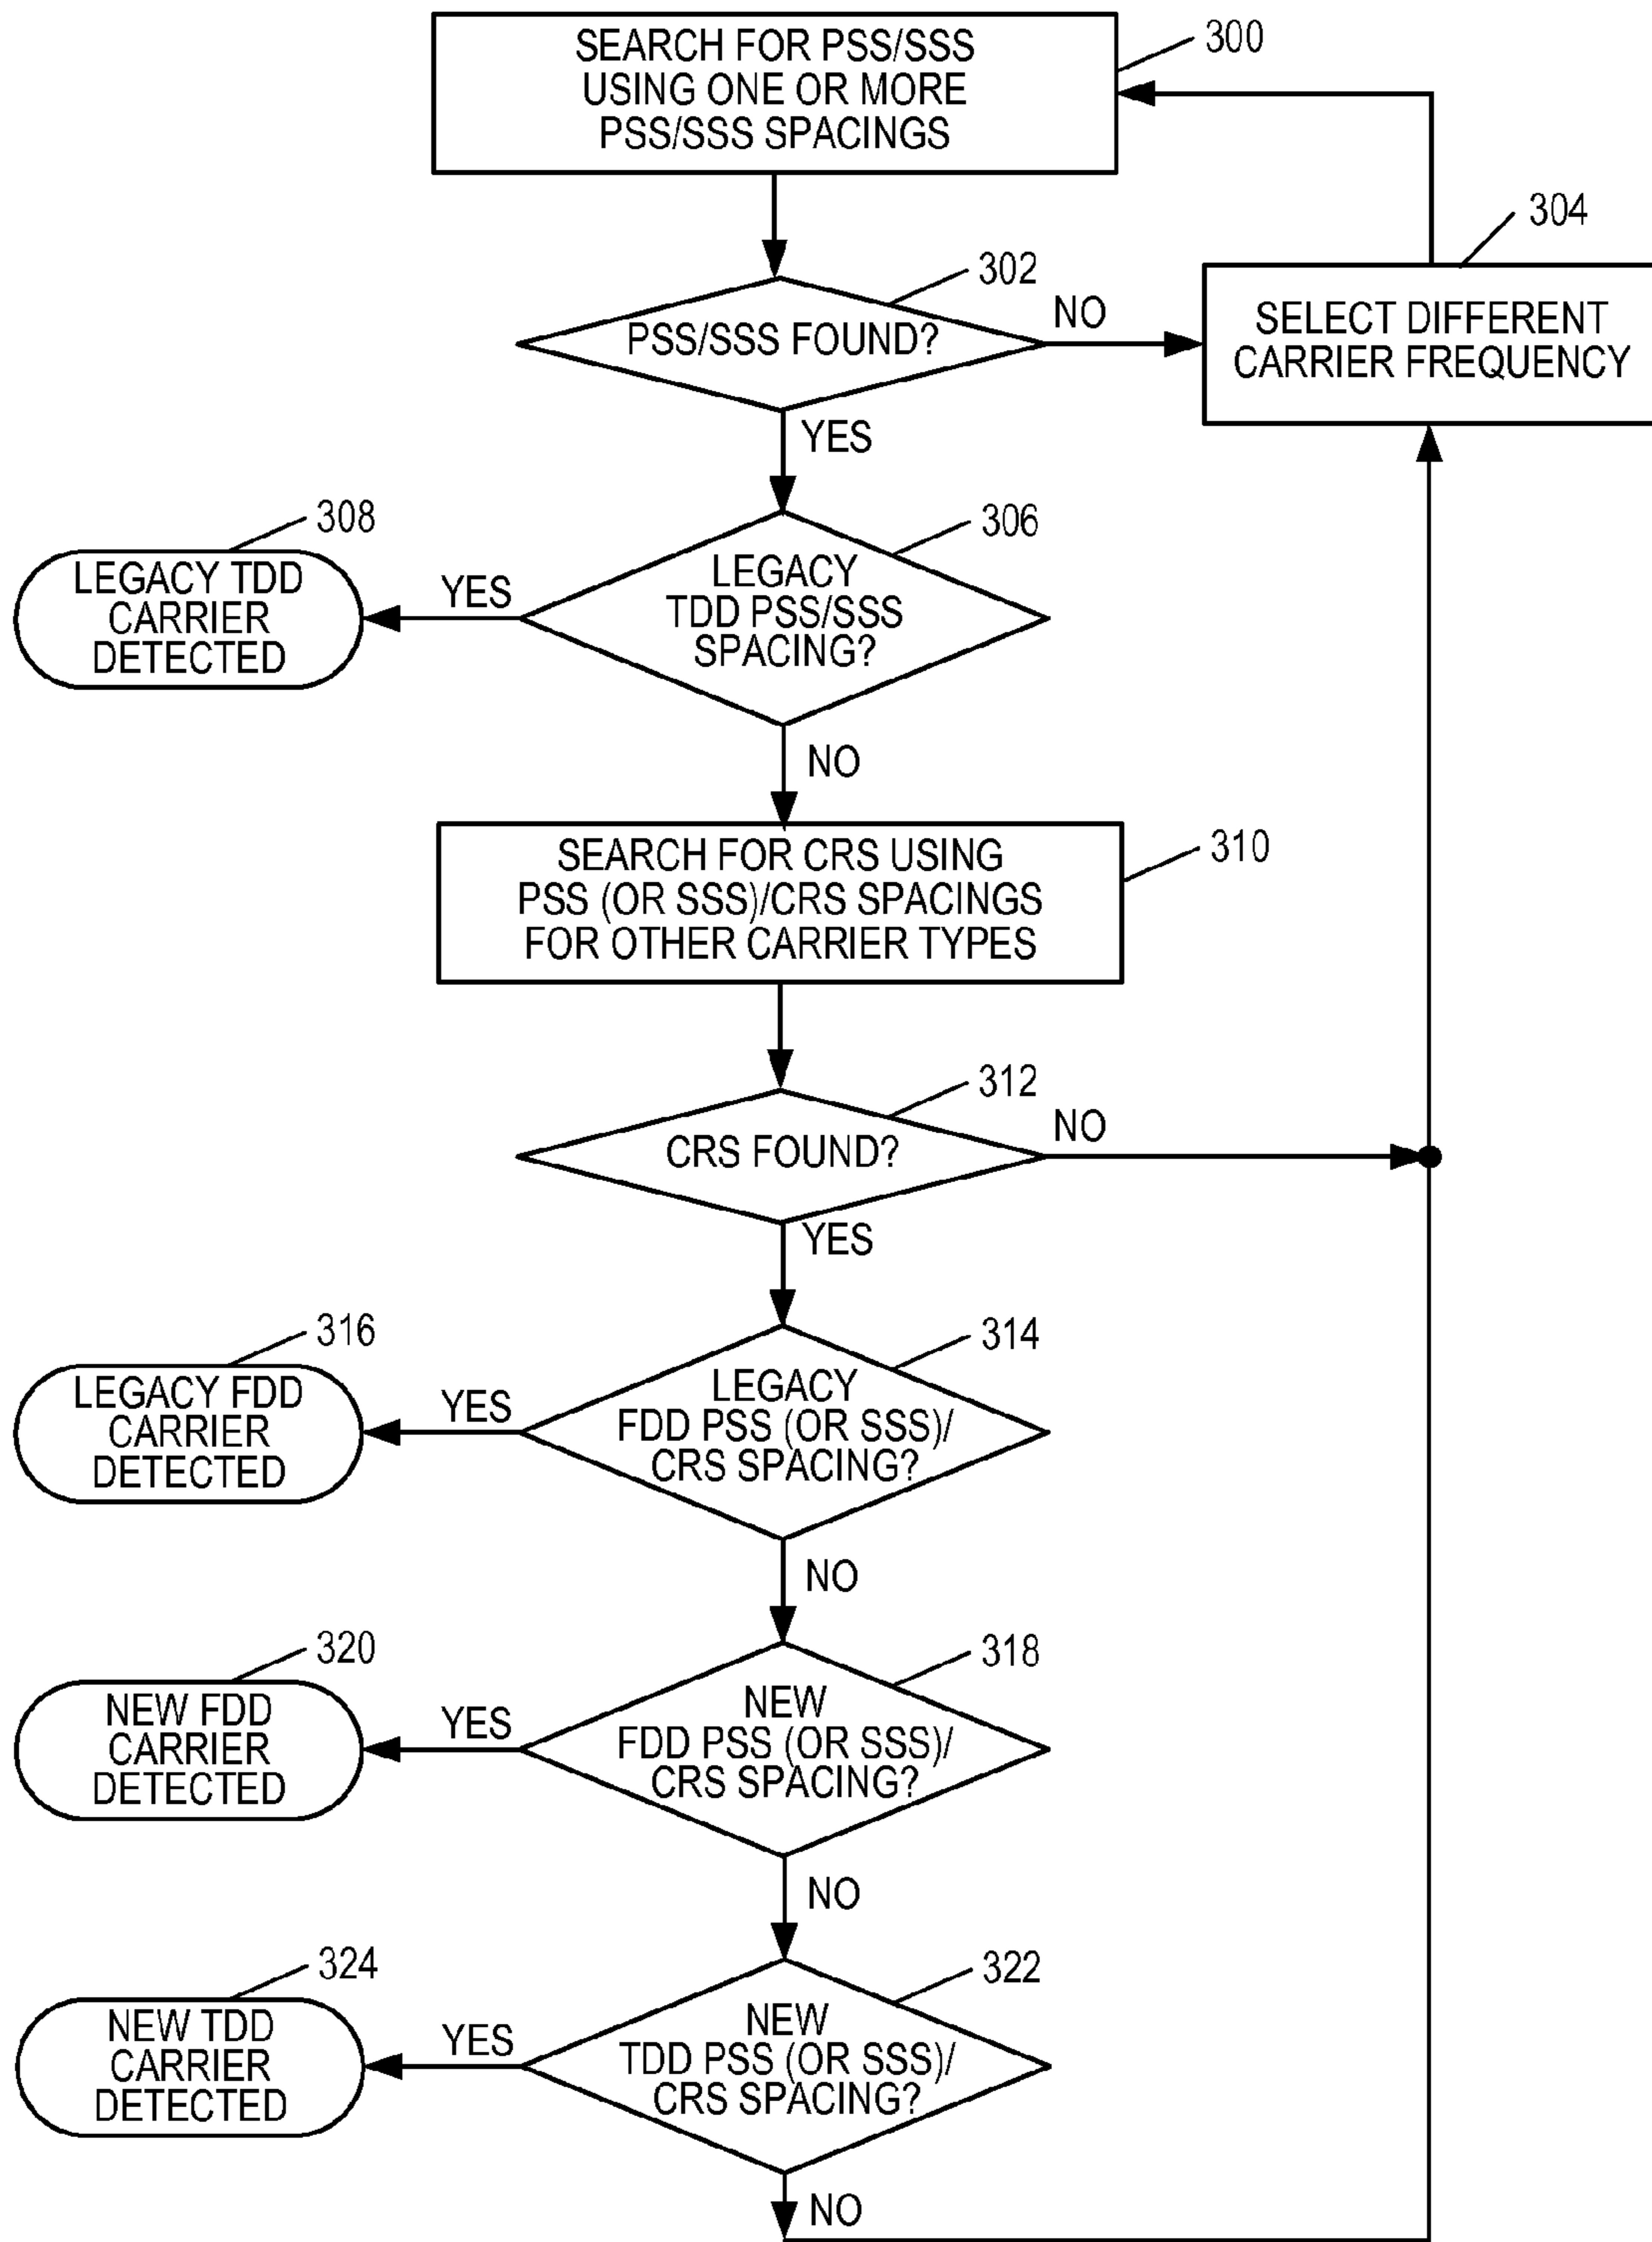 SEARCH FOR PSS/SSS
USING ONE OR MORE
PSS/SSS SPACINGS
300
302
PSS/SSS FOUND?
NO
304
SELECT DIFFERENT
CARRIER FREQUENCY
YES
306
LEGACY
TDD PSS/SSS
SPACING?
YES
308
LEGACY TDD
CARRIER
DETECTED
NO
SEARCH FOR CRS USING
PSS (OR SSS)/CRS SPACINGS
FOR OTHER CARRIER TYPES
310
312
CRS FOUND?
NO
YES
314
LEGACY
FDD PSS (OR SSS)/
CRS SPACING?
YES
316
LEGACY FDD
CARRIER
DETECTED
NO
318
NEW
FDD PSS (OR SSS)/
CRS SPACING?
YES
320
NEW FDD
CARRIER
DETECTED
NO
322
NEW
TDD PSS (OR SSS)/
CRS SPACING?
YES
324
NEW TDD
CARRIER
DETECTED
NO